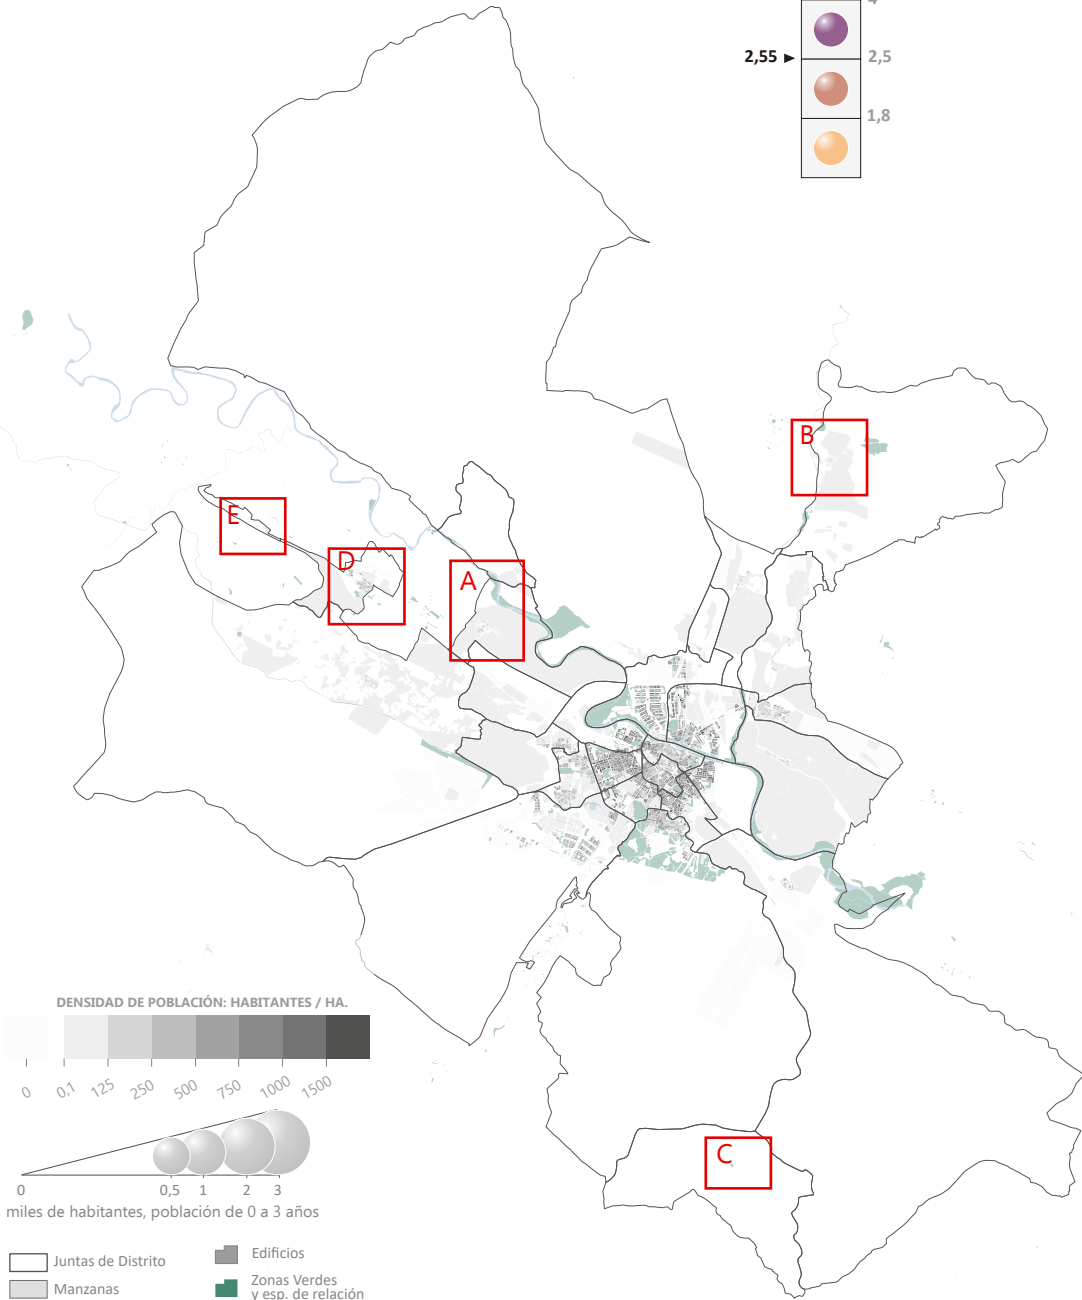 4
2,55 ►
2,5
1,8
B
E
D
A
C
DENSIDAD DE POBLACIÓN: HABITANTES / HA.
0 0,1 125 250 500 750 1000 1500
0 0,5 1 2 3
miles de habitantes, población de 0 a 3 años
Juntas de Distrito
Edificios
Manzanas
Zonas Verdes
y esp. de relación